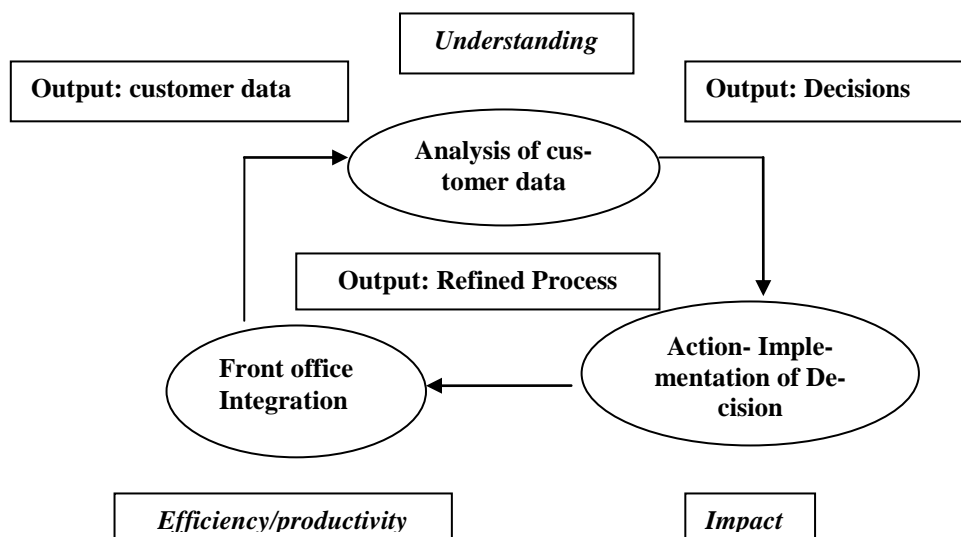 Understanding
Output: customer data
Output: Decisions
Analysis of cus-
tomer data
Output: Refined Process
Front office
Integration
Action- Imple-
mentation of De-
cision
Efficiency/productivity
Impact